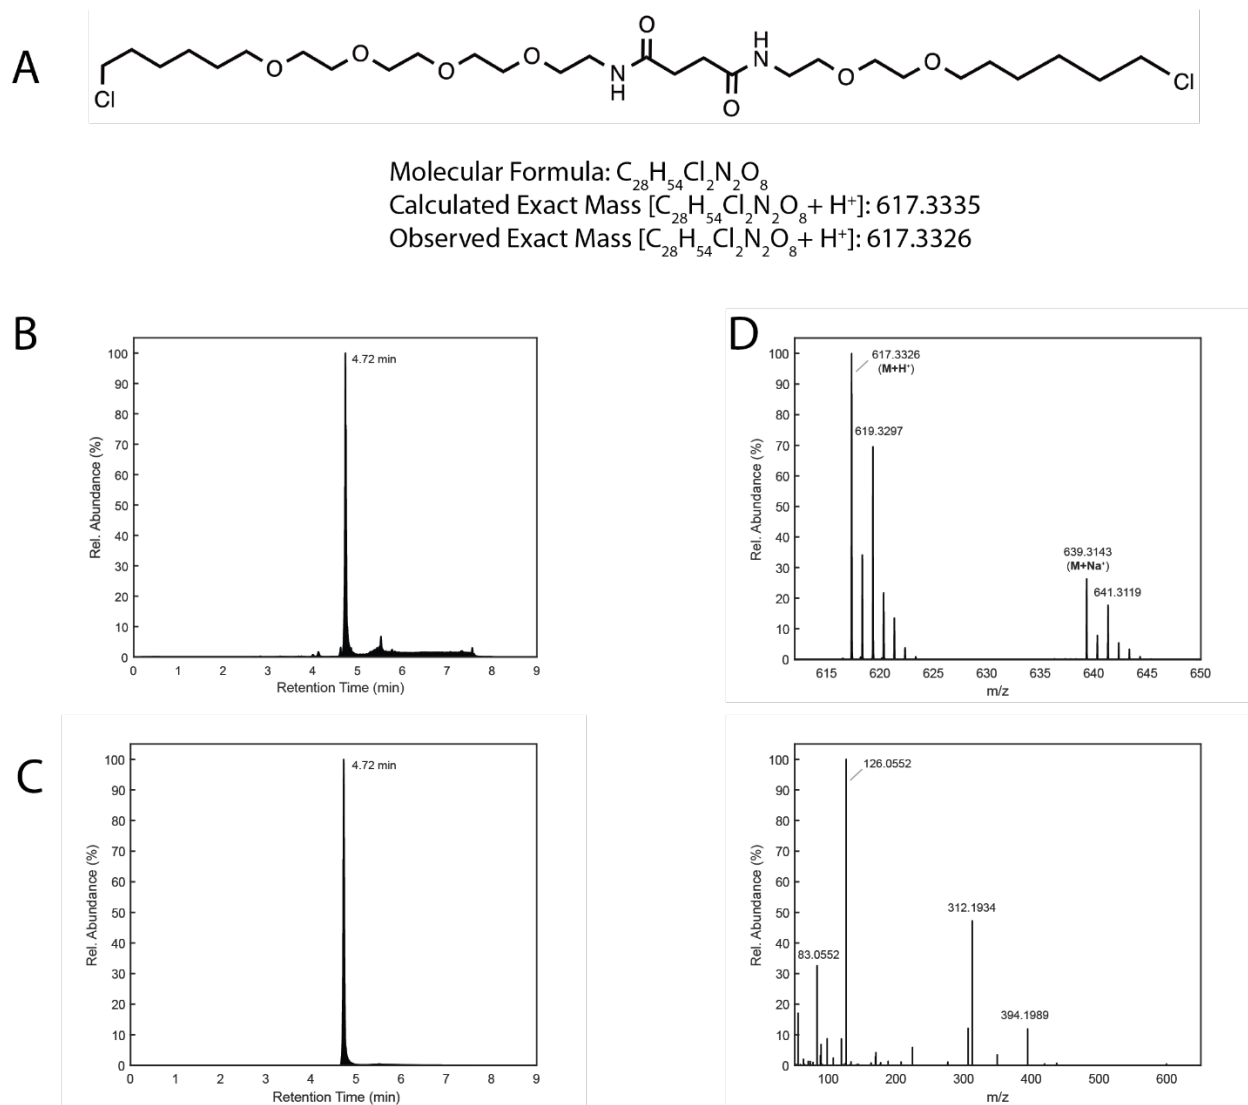 A
O
H
O
O
N
Cl
O
O
N
H
O
O
O
Cl
Molecular Formula: C28H54Cl2N2O8
Calculated Exact Mass [C28H54Cl2N2O8+ H+]: 617.3335
Observed Exact Mass [C28H54Cl2N2O8+ H+]: 617.3326
B
100
90
80
70
60
50
40
30
20
10
0
Rel. Abundance (%)
4.72 min
0 1 2 3 4 5 6 7 8 9
Retention Time (min)
D
100
90
80
70
60
50
40
30
20
10
0
Rel. Abundance (%)
617.3326
(M+H+)
619.3297
639.3143
(M+Na+)
641.3119
615 620 625 630 635 640 645 650
m/z
C
100
90
80
70
60
50
40
30
20
10
0
Rel. Abundance (%)
4.72 min
0 1 2 3 4 5 6 7 8 9
Retention Time (min)
100
90
80
70
60
50
40
30
20
10
0
Rel. Abundance (%)
126.0552
312.1934
83.0552
394.1989
100 200 300 400 500 600
m/z